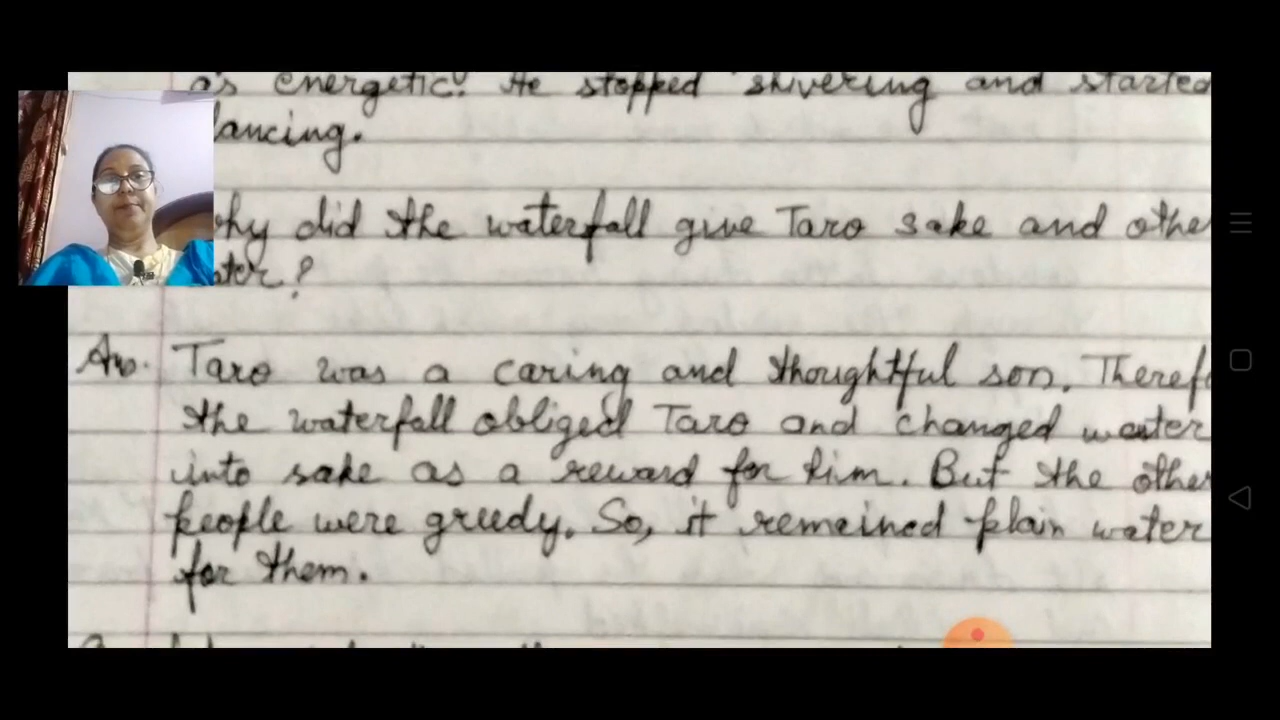 as energetic! He stopped shivering and started
dancing.
why did the waterfall give Taro sake and othe
ater?
Ans. Taro was a caring and thoughtful son. Theref
the waterfall obliged Taro and changed water
into sake as a reward for him. But the other
people were greedy. So, it remained plain water
for them.